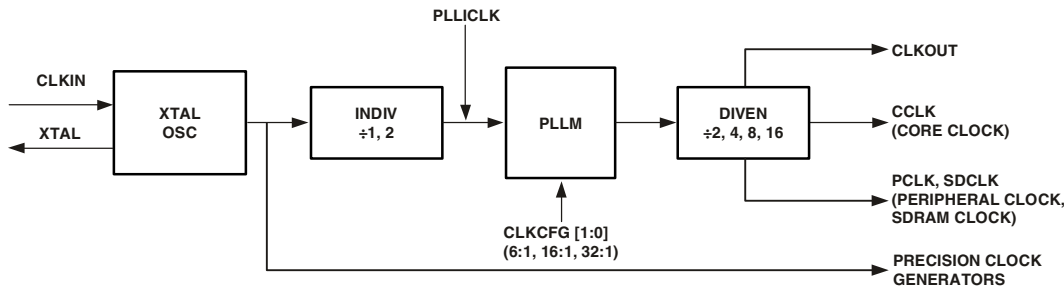 PLLICLK
CLKOUT
CLKIN
XTAL
XTAL
OSC
INDIV
÷1, 2
PLLM
DIVEN
÷2, 4, 8, 16
CCLK
(CORE CLOCK)
PCLK, SDCLK
(PERIPHERAL CLOCK,
SDRAM CLOCK)
CLKCFG [1:0]
(6:1, 16:1, 32:1)
PRECISION CLOCK
GENERATORS